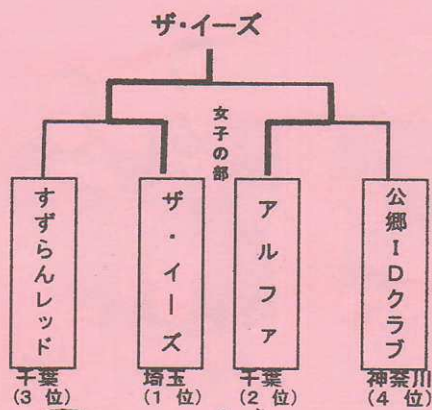 ザ・イーズ
女子の部
すずらんレッド
ザ・イーズ
アルファ
公郷IDクラブ
千葉
(3 位)
埼玉
(1 位)
千葉
(2 位)
神奈川
(4 位)